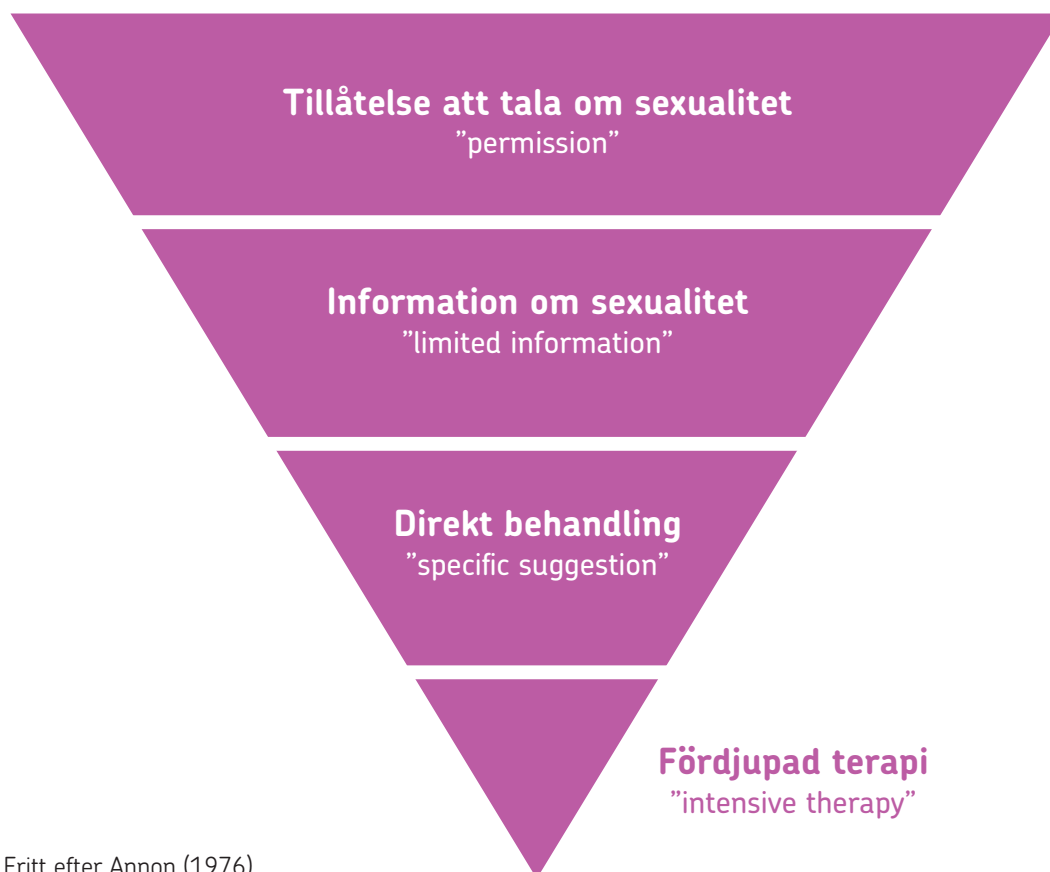 Tillåtelse att tala om sexualitet
”permission”
Information om sexualitet
”limited information”
Direkt behandling
”specific suggestion”
Fördjupad terapi
”intensive therapy”
Fritt efter Annon (1976)